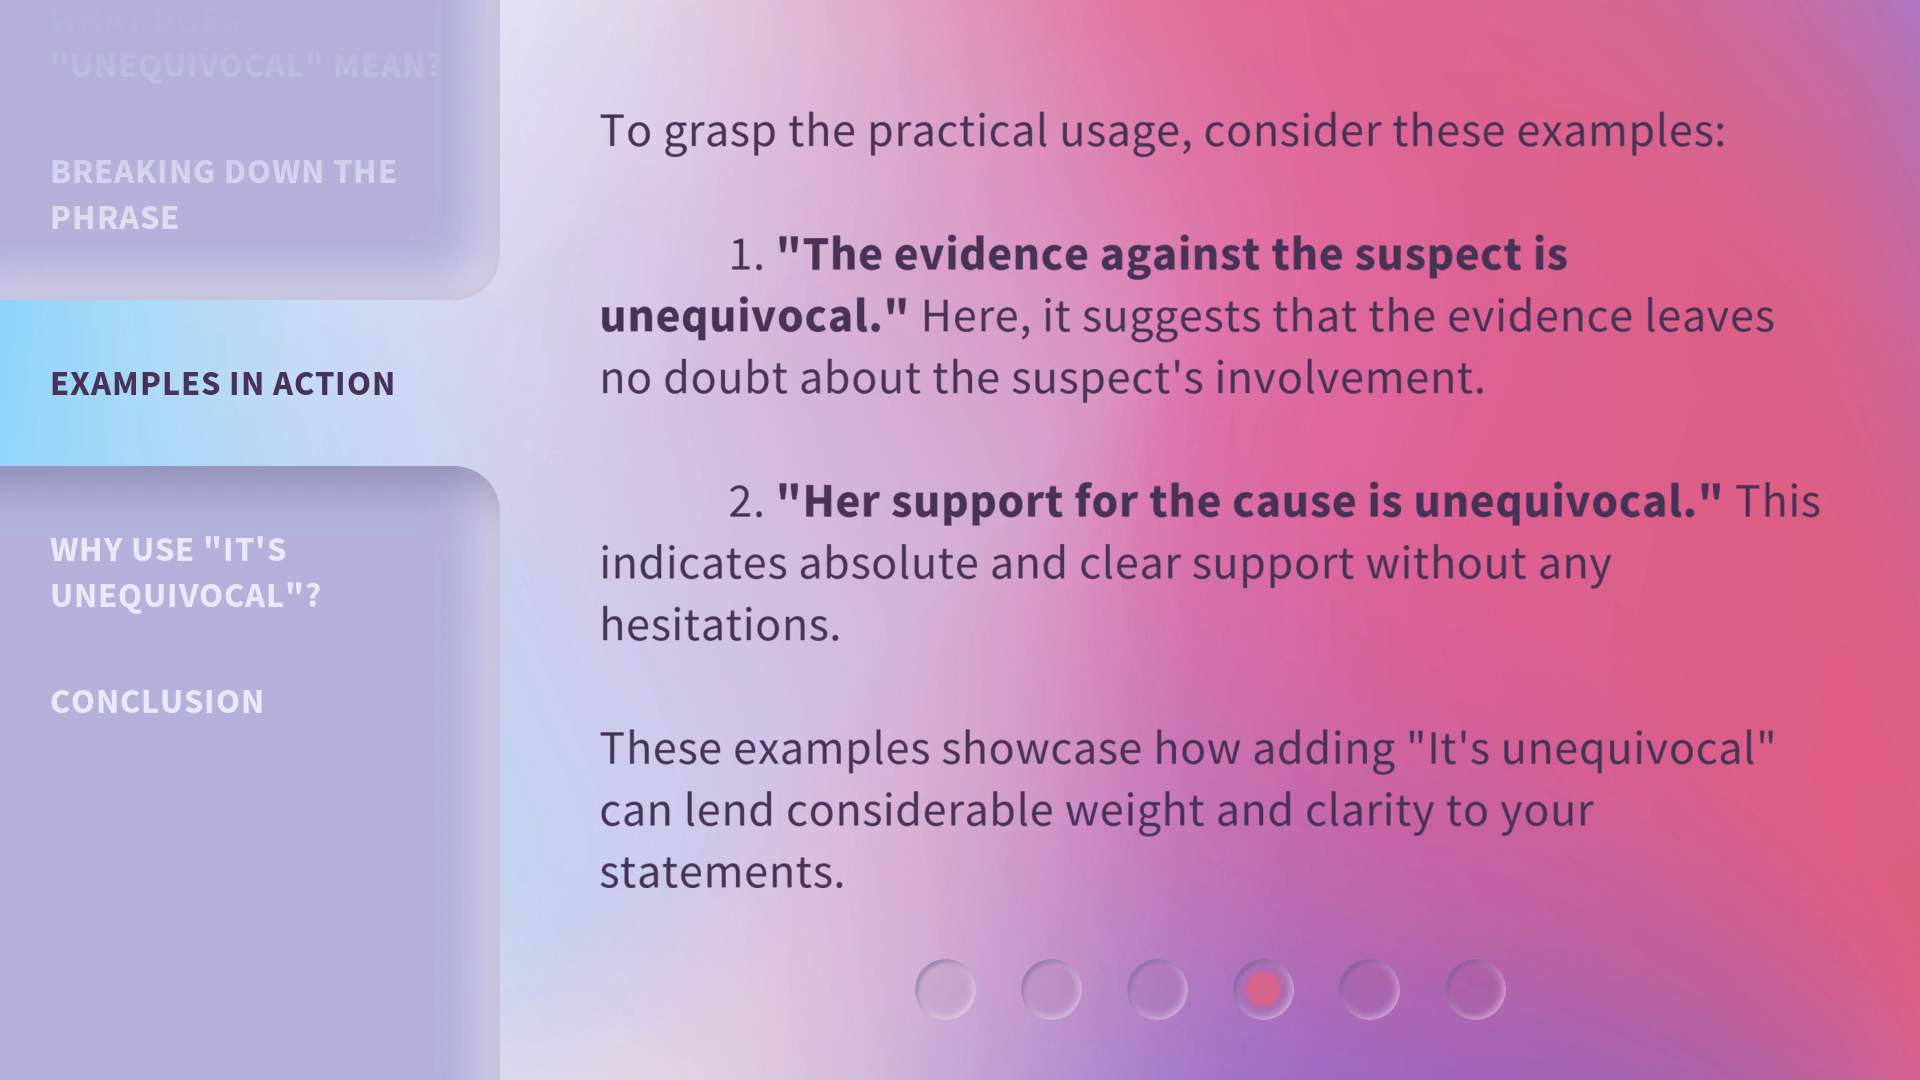 WHAT DOES
"UNEQUIVOCAL" MEAN?
BREAKING DOWN THE
PHRASE
EXAMPLES IN ACTION
WHY USE "IT'S
UNEQUIVOCAL"?
CONCLUSION
To grasp the practical usage, consider these examples:
1. "The evidence against the suspect is
unequivocal." Here, it suggests that the evidence leaves
no doubt about the suspect's involvement.
2. "Her support for the cause is unequivocal." This
indicates absolute and clear support without any
hesitations.
These examples showcase how adding "It's unequivocal"
can lend considerable weight and clarity to your
statements.